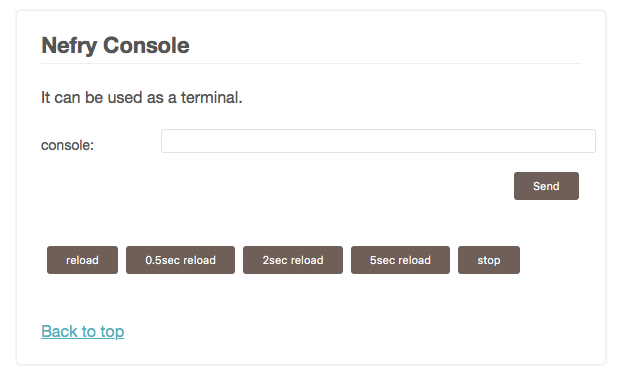 Nefry Console
It can be used as a terminal.
console:
Send
reload 0.5sec reload 2sec reload 5sec reload stop
Back to top